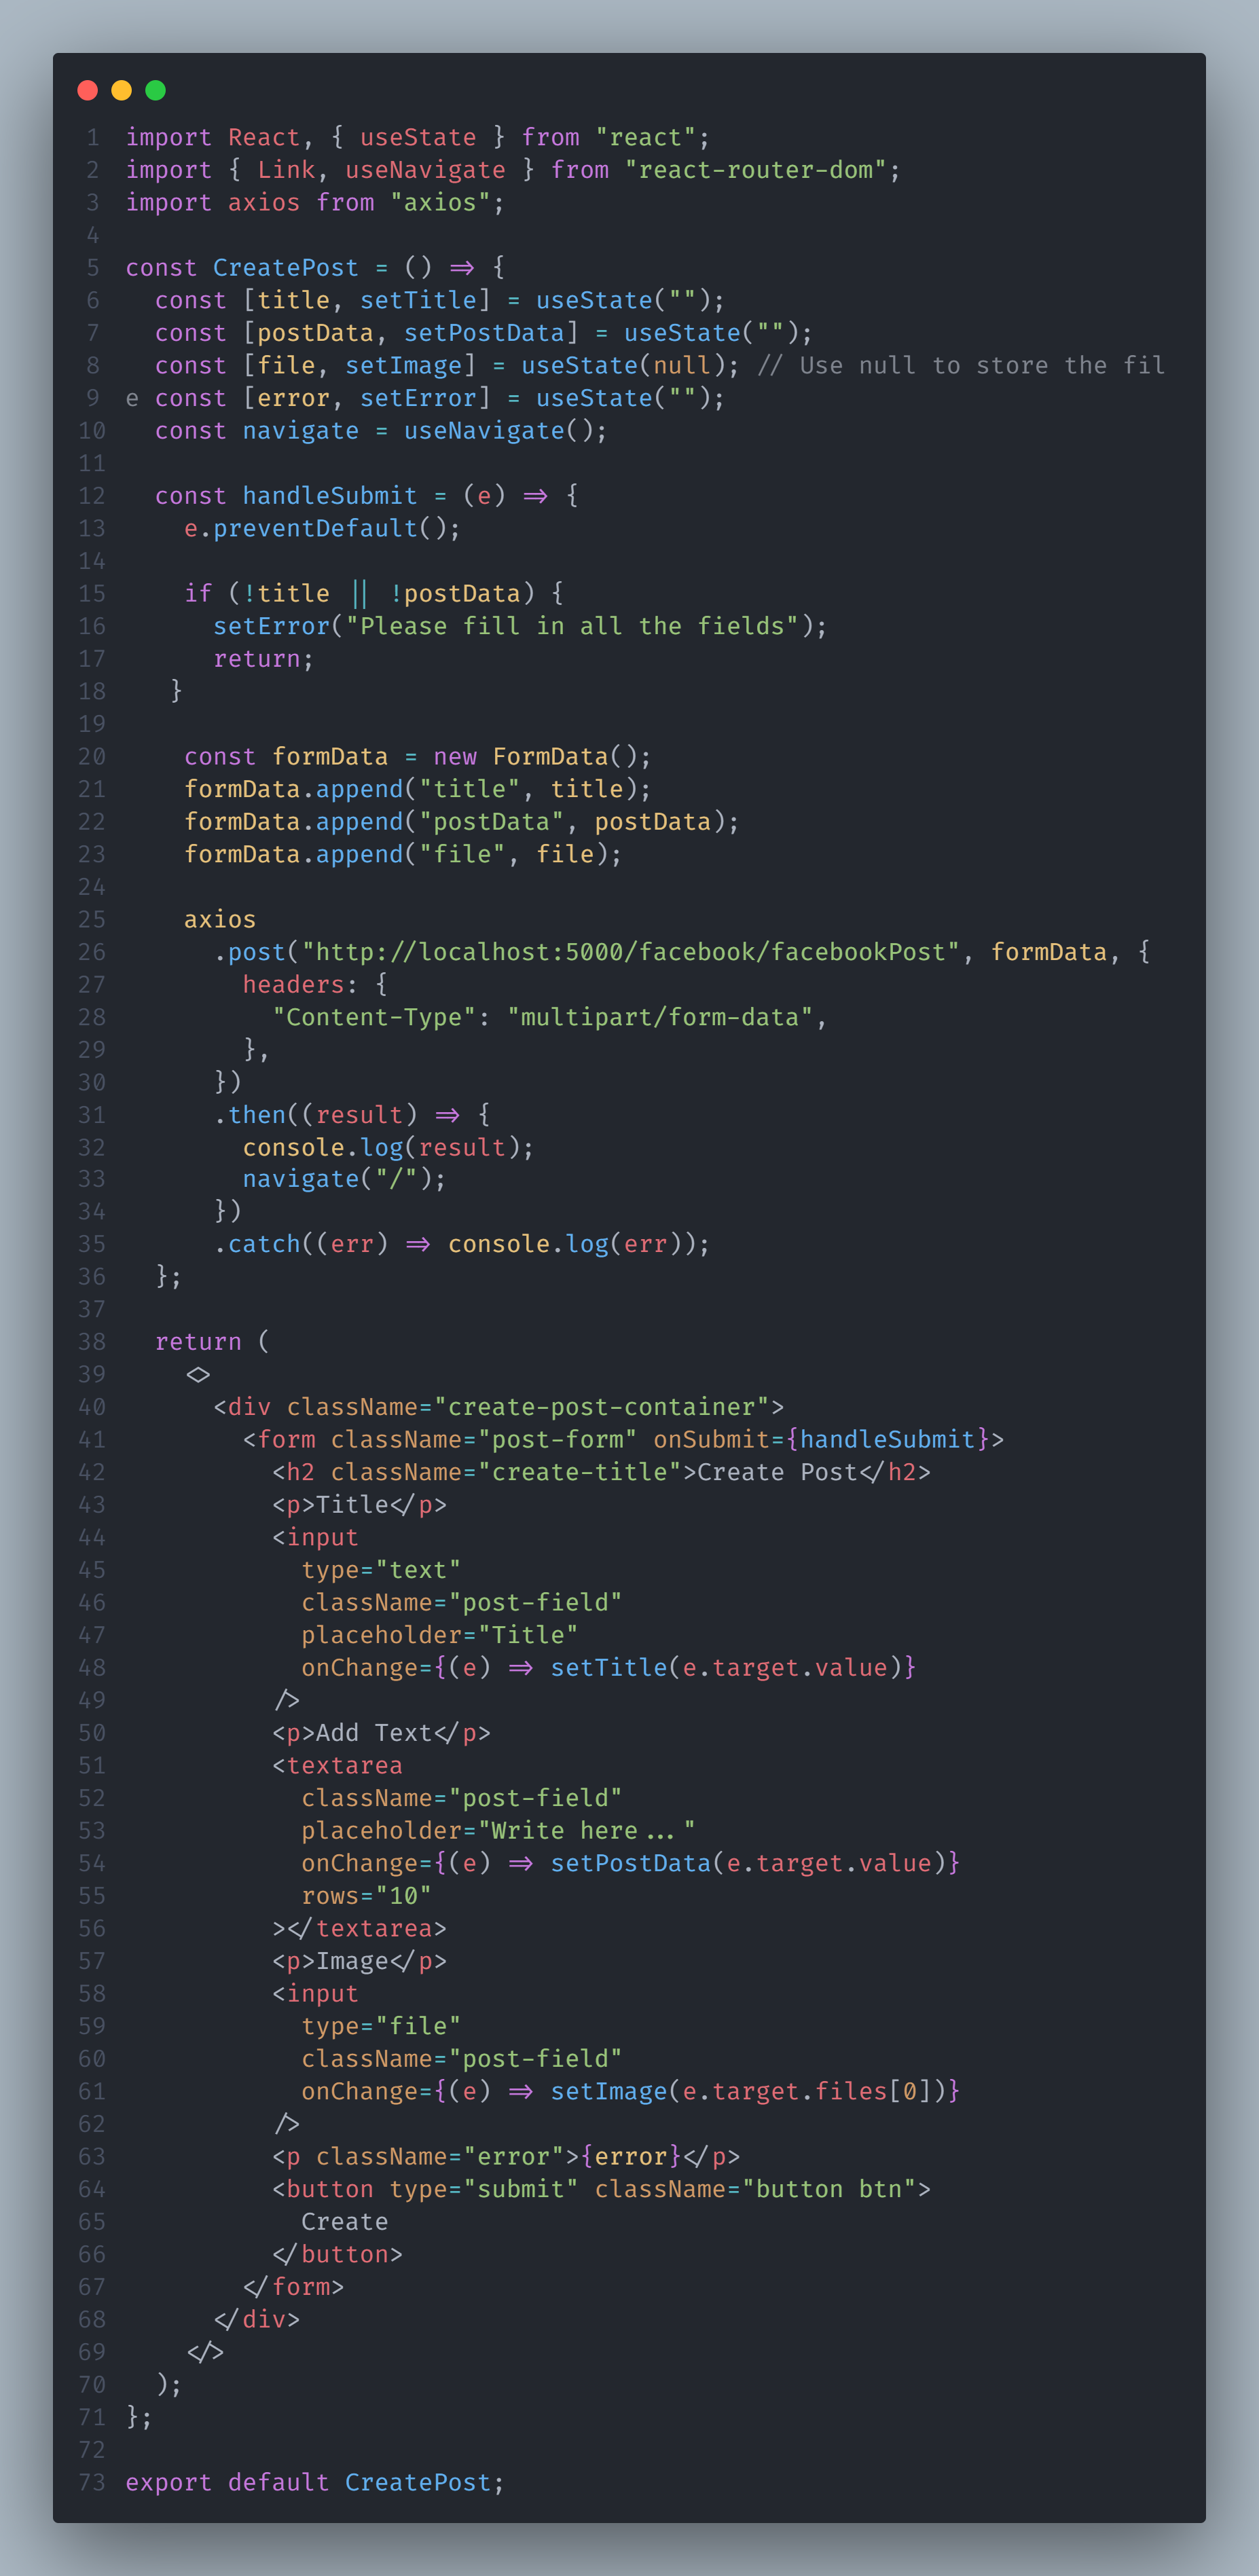 1 import React, { useState } from "react";
2 import { Link, useNavigate } from "react-router-dom";
3 import axios from "axios";
4
5 const CreatePost = () => {
6   const [title, setTitle] = useState("");
7   const [postData, setPostData] = useState("");
8   const [file, setImage] = useState(null); // Use null to store the fil
9 e const [error, setError] = useState("");
10   const navigate = useNavigate();
11
12   const handleSubmit = (e) => {
13     e.preventDefault();
14
15     if (!title || !postData) {
16       setError("Please fill in all the fields");
17       return;
18    }
19
20     const formData = new FormData();
21     formData.append("title", title);
22     formData.append("postData", postData);
23     formData.append("file", file);
24
25     axios
26       .post("http://localhost:5000/facebook/facebookPost", formData, {
27         headers: {
28           "Content-Type": "multipart/form-data",
29         },
30       })
31       .then((result) => {
32         console.log(result);
33         navigate("/");
34       })
35       .catch((err) => console.log(err));
36   };
37
38   return (
39     <>
40       <div className="create-post-container">
41         <form className="post-form" onSubmit={handleSubmit}>
42           <h2 className="create-title">Create Post</h2>
43           <p>Title</p>
44           <input
45             type="text"
46             className="post-field"
47             placeholder="Title"
48             onChange={(e) => setTitle(e.target.value)}
49           />
50           <p>Add Text</p>
51           <textarea
52             className="post-field"
53             placeholder="Write here..."
54             onChange={(e) => setPostData(e.target.value)}
55             rows="10"
56           ></textarea>
57           <p>Image</p>
58           <input
59             type="file"
60             className="post-field"
61             onChange={(e) => setImage(e.target.files[0])}
62           />
63           <p className="error">{error}</p>
64           <button type="submit" className="button btn">
65             Create
66           </button>
67         </form>
68       </div>
69     </>
70   );
71 };
72
73 export default CreatePost;